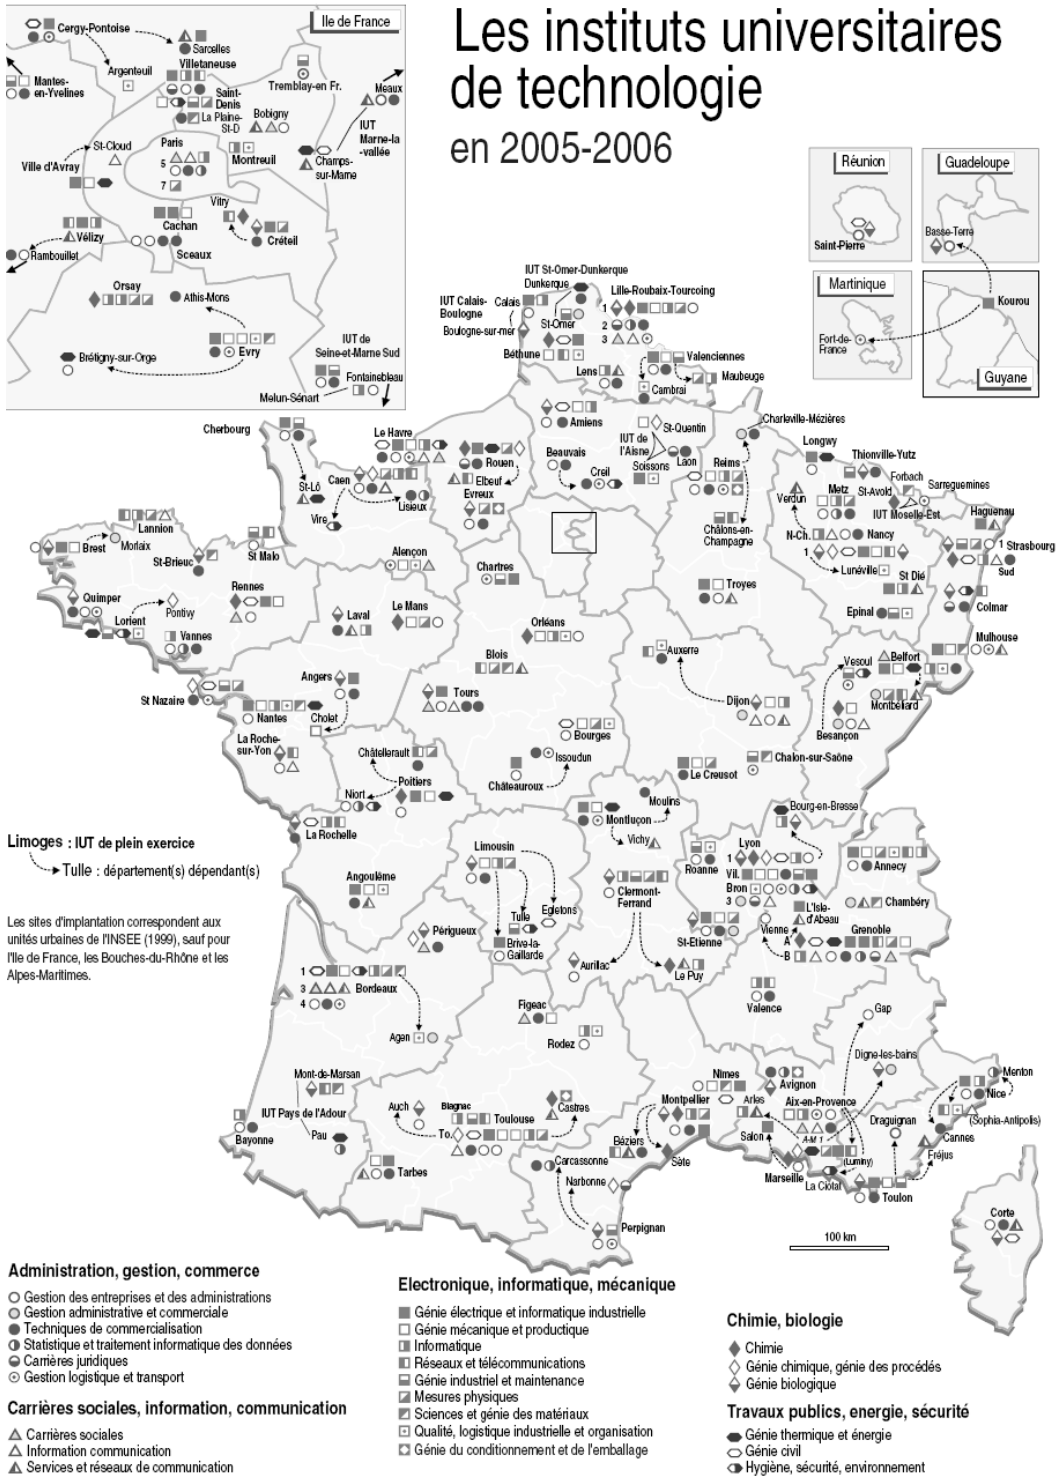 Les instituts universitaires
de technologie
en 2005-2006
Ile de France
Cergy-Pontoise
Sarcelles
Argenteuil
Villetaneuse
Mantes-
en-Yvelines
Saint-
Denis
La Plaine-
St-D
Tremblay-en Fr.
Meaux
Bobigny
IUT
Marne-la
-vallée
St-Cloud
Paris
5
7
Montreuil
Champs-
sur-Marne
Ville d'Avray
Vitry
Vélizy
Cachan
Créteil
Rambouillet
Sceaux
Orsay
Athis-Mons
Evry
Brétigny-sur-Orge
IUT de
Seine-et-Marne Sud
Fontainebleau
Melun-Sénart
Réunion
Saint-Pierre
Guadeloupe
Basse-Terre
Martinique
Fort-de-
France
Kourou
Guyane
IUT St-Omer-Dunkerque
Dunkerque
Lille-Roubaix-Tourcoing
1
2
3
IUT Calais-
Boulogne
Calais
Boulogne-sur-mer
St-Omer
Béthune
Lens
Valenciennes
Maubeuge
Cambrai
Cherbourg
Le Havre
Amiens
St-Quentin
IUT de
l'Aisne
Soissons
Laon
Charleville-Mézières
Longwy
Thionville-Yutz
Forbach
Sarreguemines
Beauvais
Creil
Reims
Rouen
Elbeuf
Evreux
St-Lô
Caen
Lisieux
Vire
Verdun
Metz
St-Avold
IUT Moselle-Est
Haguenau
Châlons-en-
Champagne
N-Ch.
Nancy
1
Lunéville
1 Strasbourg
Sud
Lannion
Brest
Morlaix
St-Brieuc
St Malo
Alençon
Chartres
St Dié
Epinal
Colmar
Quimper
Lorient
Pontivy
Rennes
Vannes
Laval
Le Mans
Orléans
Troyes
Mulhouse
Blois
Auxerre
Vesoul
Belfort
Montbéliard
Angers
St Nazaire
Nantes
Cholet
Tours
Dijon
Besançon
La Roche-
sur-Yon
Châtellerault
Bourges
Issoudun
Châteauroux
Chalon-sur-Saône
Le Creusot
Poitiers
Niort
La Rochelle
Moulins
Montluçon
Vichy
Bourg-en-Bresse
Limoges : IUT de plein exercice
Tulle : département(s) dépendant(s)
Les sites d'implantation correspondent aux
unités urbaines de l'INSEE (1999), sauf pour
l'Ile de France, les Bouches-du-Rhône et les
Alpes-Maritimes.
Limousin
Roanne
Lyon
1
Vil.
Bron
3
Annecy
Angoulême
Clermont-
Ferrand
Chambéry
L'Isle-
d'Abeau
Vienne
Tulle
Egletons
Brive-la-
Gaillarde
Périgueux
St-Etienne
Grenoble
A
B
Aurillac
Le Puy
1
3
4
Bordeaux
Valence
Figeac
Agen
Rodez
Gap
Digne-les-bains
Mont-de-Marsan
IUT Pays de l'Adour
Pau
Bayonne
Auch
Blagnac
Toulouse
To.
Castres
Tarbes
Nimes
Avignon
Montpellier
Arles
Aix-en-Provence
A-M 1
Menton
Nice
(Sophia-Antipolis)
Draguignan
Cannes
Fréjus
Béziers
Sète
Salon
(Luminy)
Marseille
La Ciotat
Toulon
Carcassonne
Narbonne
Perpignan
Corte
100 km
Administration, gestion, commerce
Gestion des entreprises et des administrations
Gestion administrative et commerciale
Techniques de commercialisation
Statistique et traitement informatique des données
Carrières juridiques
Gestion logistique et transport
Carrières sociales, information, communication
Carrières sociales
Information communication
Services et réseaux de communication
Electronique, informatique, mécanique
Génie électrique et informatique industrielle
Génie mécanique et productique
Informatique
Réseaux et télécommunications
Génie industriel et maintenance
Mesures physiques
Sciences et génie des matériaux
Qualité, logistique industrielle et organisation
Génie du conditionnement et de l'emballage
Chimie, biologie
Chimie
Génie chimique, génie des procédés
Génie biologique
Travaux publics, energie, sécurité
Génie thermique et énergie
Génie civil
Hygiène, sécurité, environnement